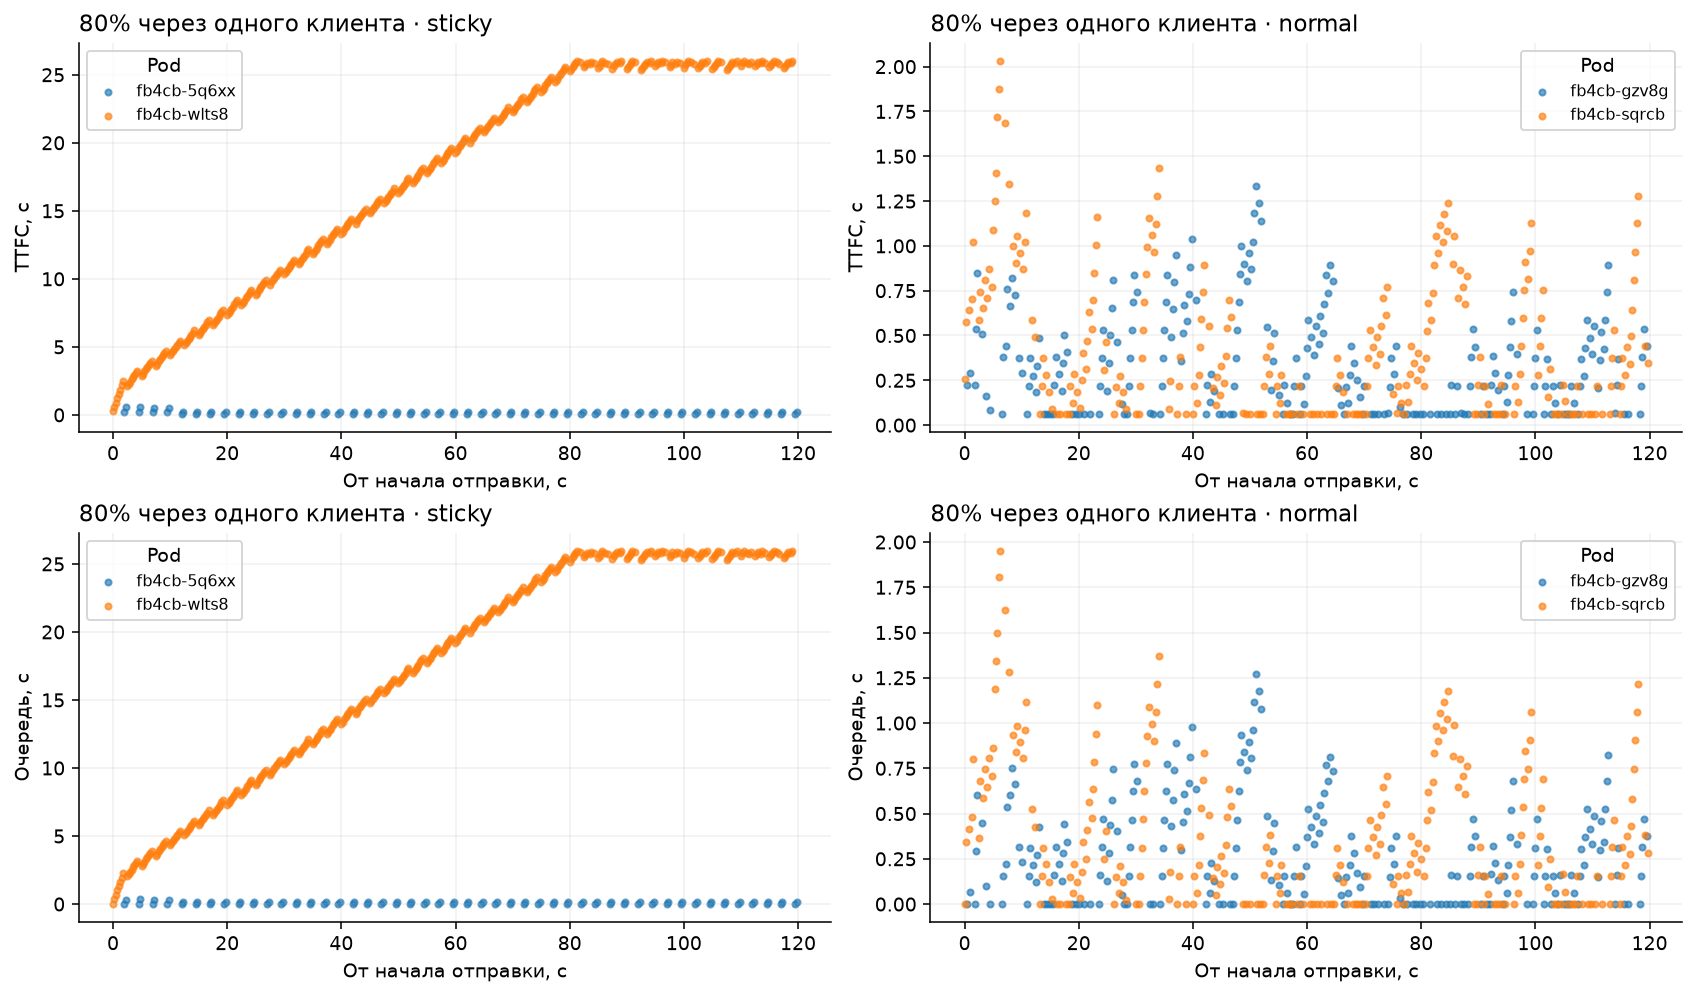 80% через одного клиента · sticky
TTFC, с
25
20
15
10
5
0
Pod
fb4cb-5q6xx
fb4cb-wlts8
0 20 40 60 80 100 120
От начала отправки, с
80% через одного клиента · normal
TTFC, с
2.00
1.75
1.50
1.25
1.00
0.75
0.50
0.25
0.00
Pod
fb4cb-gzv8g
fb4cb-sqrcb
0 20 40 60 80 100 120
От начала отправки, с
80% через одного клиента · sticky
Очередь, с
25
20
15
10
5
0
Pod
fb4cb-5q6xx
fb4cb-wlts8
0 20 40 60 80 100 120
От начала отправки, с
80% через одного клиента · normal
Очередь, с
2.00
1.75
1.50
1.25
1.00
0.75
0.50
0.25
0.00
Pod
fb4cb-gzv8g
fb4cb-sqrcb
0 20 40 60 80 100 120
От начала отправки, с